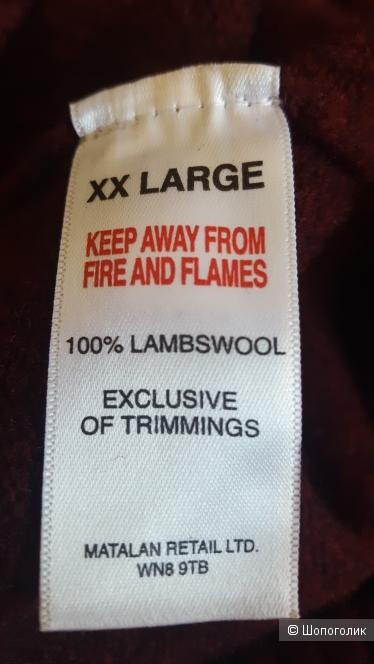 XX LARGE
KEEP AWAY FROM
FIRE AND FLAMES
100% LAMBSWOOL
EXCLUSIVE
OF TRIMMINGS
MATALAN RETAIL LTD.
WN8 9TB
© Шопоголик